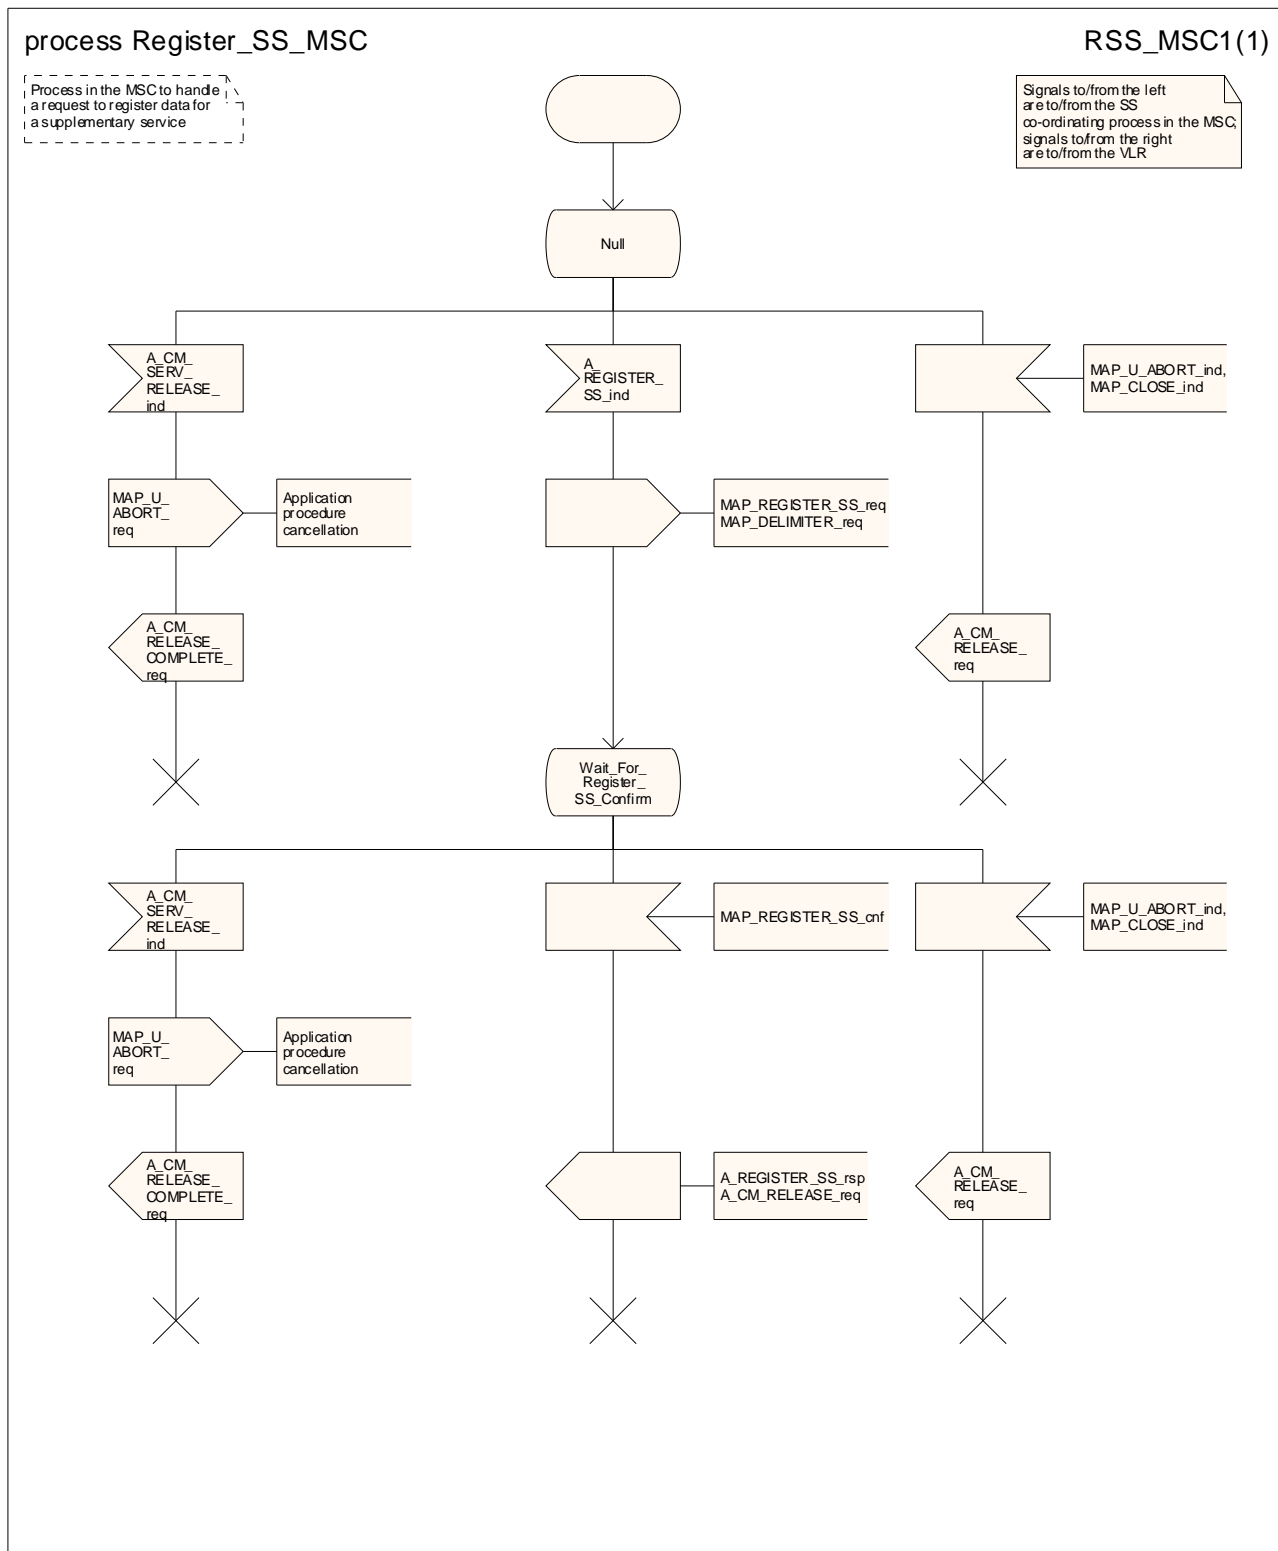 process Register_SS_MSC
RSS_MSC1(1)
Process in the MSC to handle
a request to register data for
a supplementary service
Signals to/from the left
are to/from the SS
co-ordinating process in the MSC;
signals to/from the right
are to/from the VLR
Null
A_CM_
SERV_
RELEASE_
ind
A_
REGISTER_
SS_ind
MAP_U_ABORT_ind,
MAP_CLOSE_ind
MAP_U_
ABORT_
req
Application
procedure
cancellation
MAP_REGISTER_SS_req
MAP_DELIMITER_req
A_CM_
RELEASE_
COMPLETE_
req
A_CM_
RELEASE_
req
Wait_For_
Register_
SS_Confirm
A_CM_
SERV_
RELEASE_
ind
MAP_REGISTER_SS_cnf
MAP_U_ABORT_ind,
MAP_CLOSE_ind
MAP_U_
ABORT_
req
Application
procedure
cancellation
A_CM_
RELEASE_
COMPLETE_
req
A_REGISTER_SS_rsp
A_CM_RELEASE_req
A_CM_
RELEASE_
req